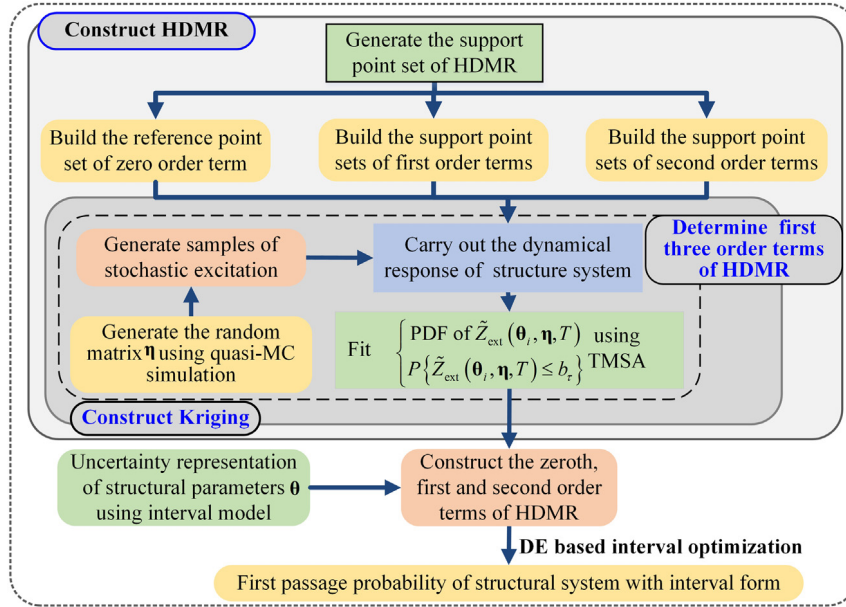 Construct HDMR
Generate the support
point set of HDMR
Build the reference point
set of zero order term
Build the support point
sets of first order terms
Build the support point
sets of second order terms
Determine first
three order terms
of HDMR
Generate samples of
stochastic excitation
Carry out the dynamical
response of structure system
Generate the random
matrix η using quasi-MC
simulation
Fit { PDF of Z̃ext(θi, η, T) using
P{Z̃ext(θi, η, T) ≤ bτ} TMSA
Construct Kriging
Uncertainty representation
of structural parameters θ
using interval model
Construct the zeroth,
first and second order
terms of HDMR
DE based interval optimization
First passage probability of structural system with interval form